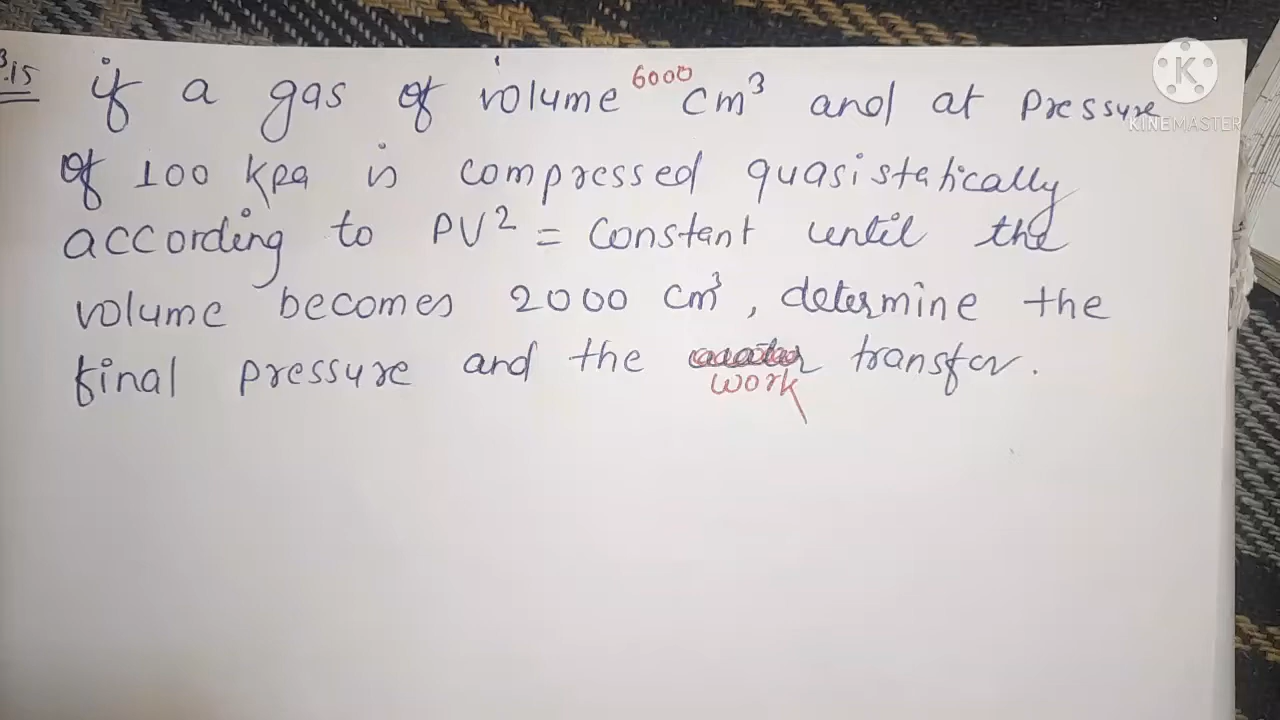 3.15 if a gas of volume 6000 cm³ and at pressure
of 100 kpa is compressed quasistatically
according to PV² = constant until the
volume becomes 2000 cm³, determine the
final pressure and the work transfer.
KINEMASTER